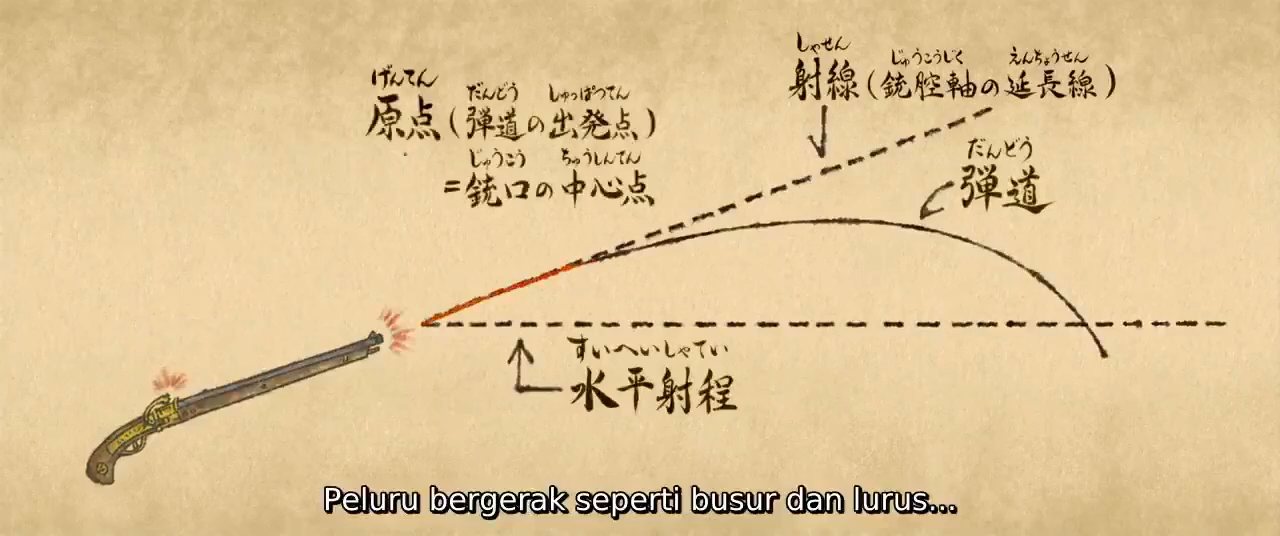 げんてん
原点(弾道の出発点)
だんどう しゅっぱつてん
=銃口の中心点
じゅうこう ちゅうしんてん
しゃせん
射線(銃腔軸の延長線)
じゅうこうじく えんちょうせん
だんどう
弾道
すいへいしゃてい
水平射程
Peluru bergerak seperti busur dan lurus...